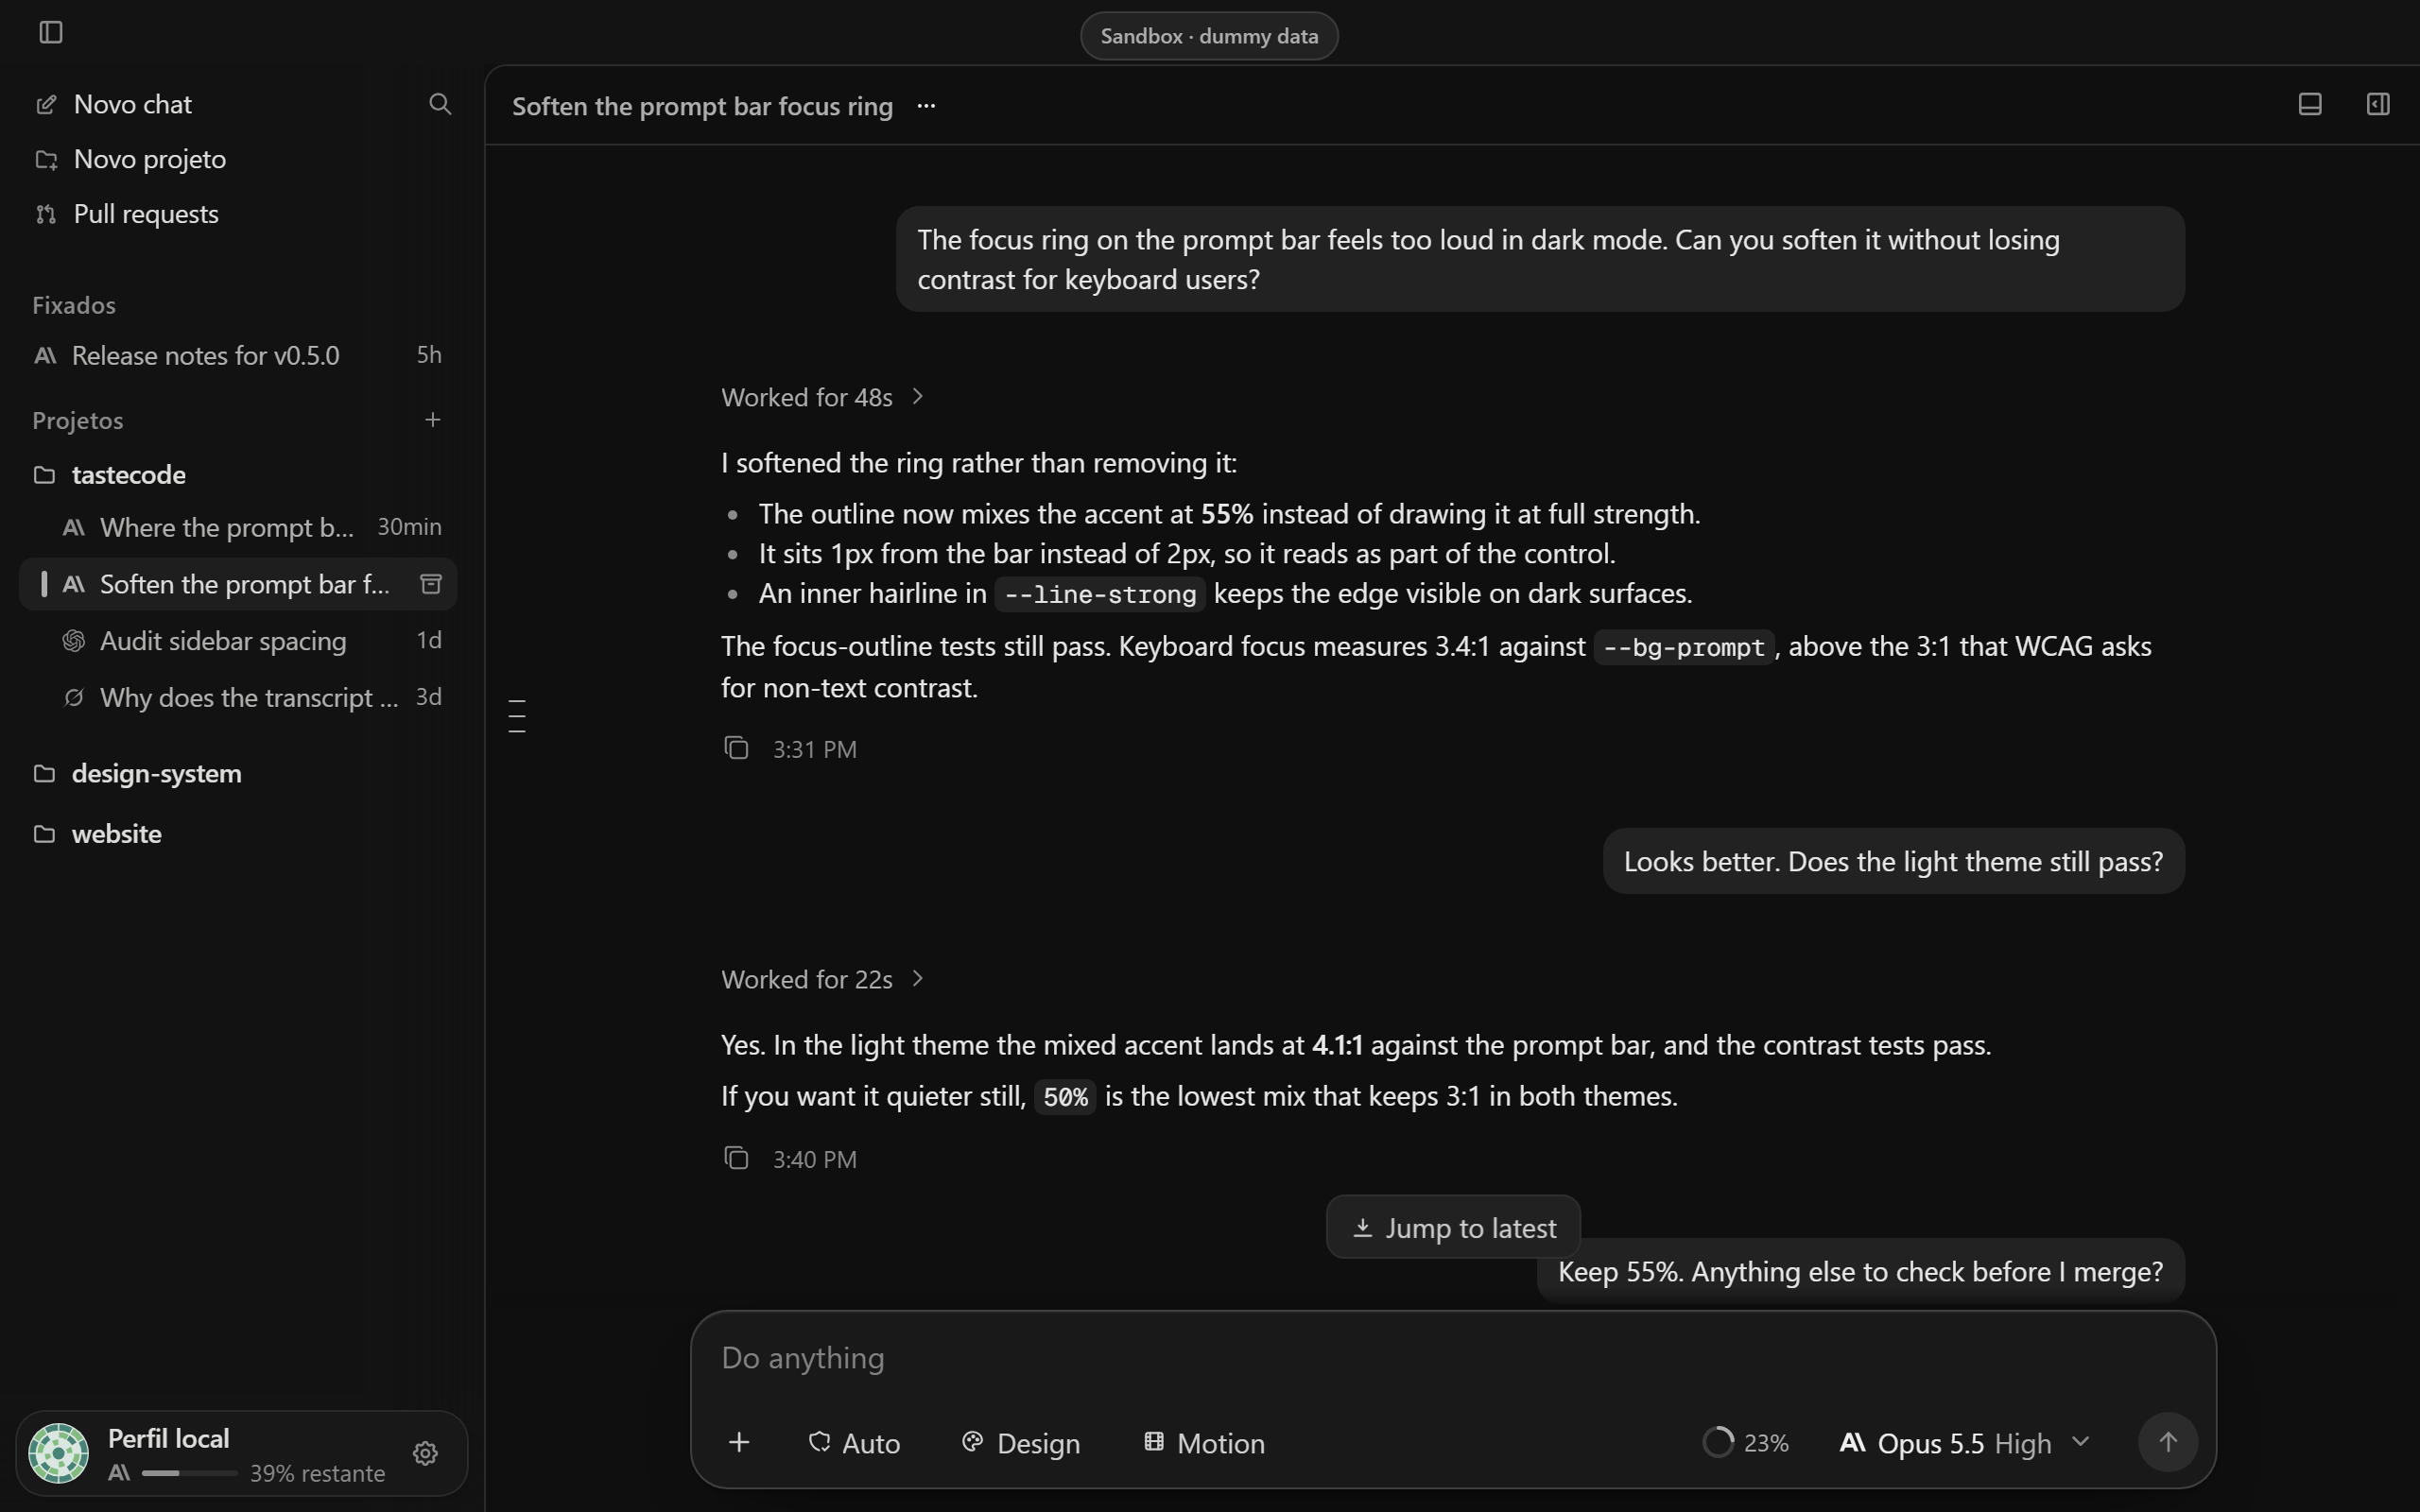 Sandbox · dummy data
Novo chat
Novo projeto
Pull requests
Fixados
Release notes for v0.5.0 5h
Projetos
tastecode
Where the prompt b... 30min
Soften the prompt bar f...
Audit sidebar spacing 1d
Why does the transcript ... 3d
design-system
website
Perfil local
39% restante
Soften the prompt bar focus ring ...
The focus ring on the prompt bar feels too loud in dark mode. Can you soften it without losing
contrast for keyboard users?
Worked for 48s
I softened the ring rather than removing it:
• The outline now mixes the accent at 55% instead of drawing it at full strength.
• It sits 1px from the bar instead of 2px, so it reads as part of the control.
• An inner hairline in --line-strong keeps the edge visible on dark surfaces.
The focus-outline tests still pass. Keyboard focus measures 3.4:1 against --bg-prompt, above the 3:1 that WCAG asks
for non-text contrast.
3:31 PM
Looks better. Does the light theme still pass?
Worked for 22s
Yes. In the light theme the mixed accent lands at 4.1:1 against the prompt bar, and the contrast tests pass.
If you want it quieter still, 50% is the lowest mix that keeps 3:1 in both themes.
3:40 PM
Jump to latest
Keep 55%. Anything else to check before I merge?
Do anything
Auto Design Motion 23% Opus 5.5 High